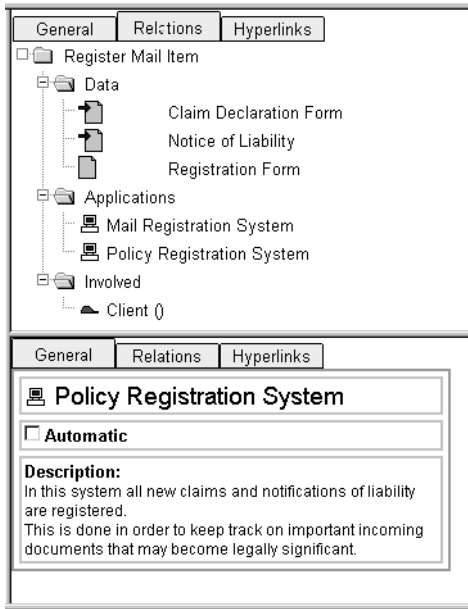 General Relations Hyperlinks
Register Mail Item
Data
Claim Declaration Form
Notice of Liability
Registration Form
Applications
Mail Registration System
Policy Registration System
Involved
Client ()
General Relations Hyperlinks
Policy Registration System
Automatic
Description:
In this system all new claims and notifications of liability
are registered.
This is done in order to keep track on important incoming
documents that may become legally significant.